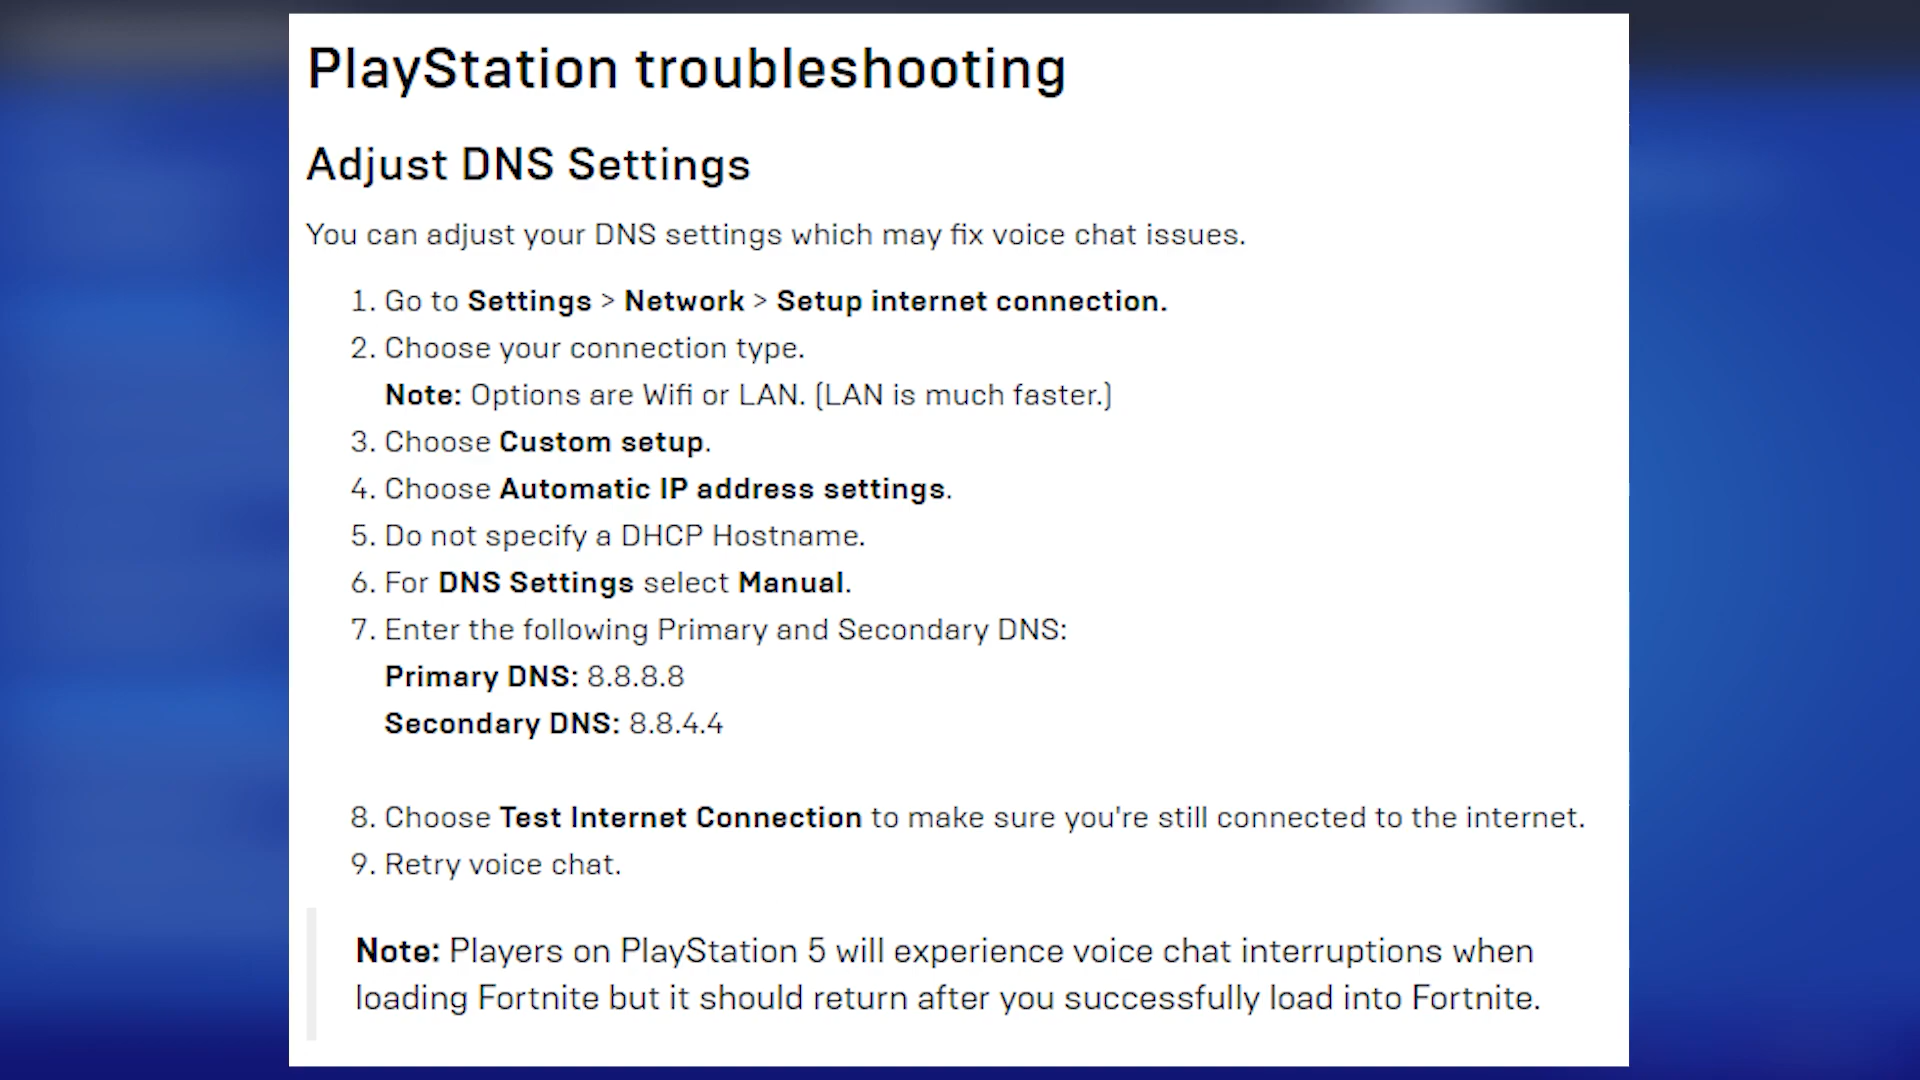 PlayStation troubleshooting
Adjust DNS Settings
You can adjust your DNS settings which may fix voice chat issues.
1. Go to Settings > Network > Setup internet connection.
2. Choose your connection type.
Note: Options are Wifi or LAN. (LAN is much faster.)
3. Choose Custom setup.
4. Choose Automatic IP address settings.
5. Do not specify a DHCP Hostname.
6. For DNS Settings select Manual.
7. Enter the following Primary and Secondary DNS:
Primary DNS: 8.8.8.8
Secondary DNS: 8.8.4.4
8. Choose Test Internet Connection to make sure you're still connected to the internet.
9. Retry voice chat.
Note: Players on PlayStation 5 will experience voice chat interruptions when
loading Fortnite but it should return after you successfully load into Fortnite.